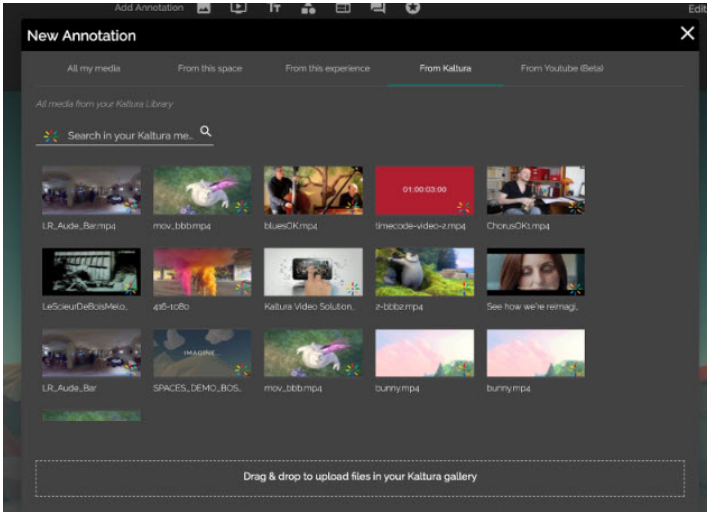 Add Annotation
Edit
New Annotation
All my media
From this space
From this experience
From Kaltura
From Youtube (Beta)
All media from your Kaltura Library
Search in your Kaltura me...
01:00:03:00
LR_Aude_Bar.mp4
mov_bbb.mp4
bluesOK.mp4
timecode-video-2.mp4
ChorusOK1.mp4
LeScieurDeBoisMelo...
416-1080
Kaltura Video Solution...
2-bbb2.mp4
See how we're reimagi...
IMAGINE...
LR_Aude_Bar
SPACES_DEMO_BOS...
mov_bbb.mp4
bunny.mp4
bunny.mp4
Drag & drop to upload files in your Kaltura gallery